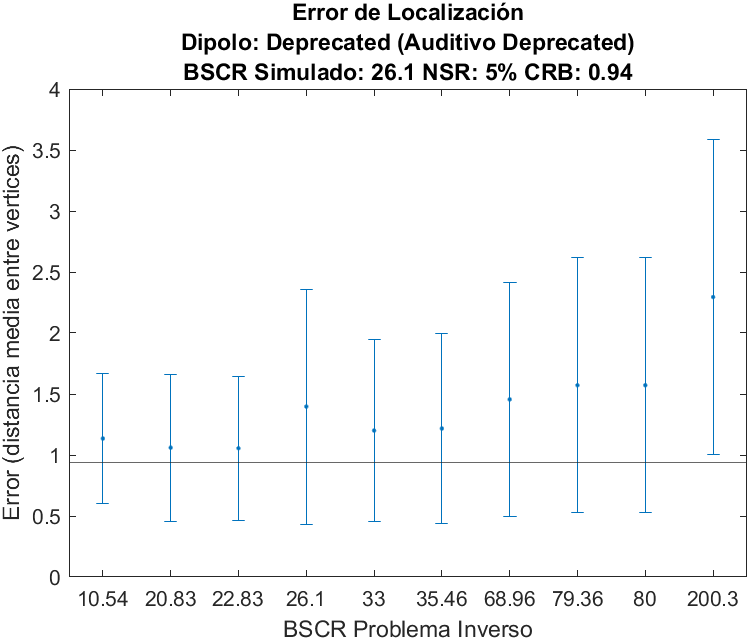 Error de Localización
Dipolo: Deprecated (Auditivo Deprecated)
BSCR Simulado: 26.1 NSR: 5% CRB: 0.94
Error (distancia media entre vertices)
4
3.5
3
2.5
2
1.5
1
0.5
0
10.54 20.83 22.83 26.1 33 35.46 68.96 79.36 80 200.3
BSCR Problema Inverso